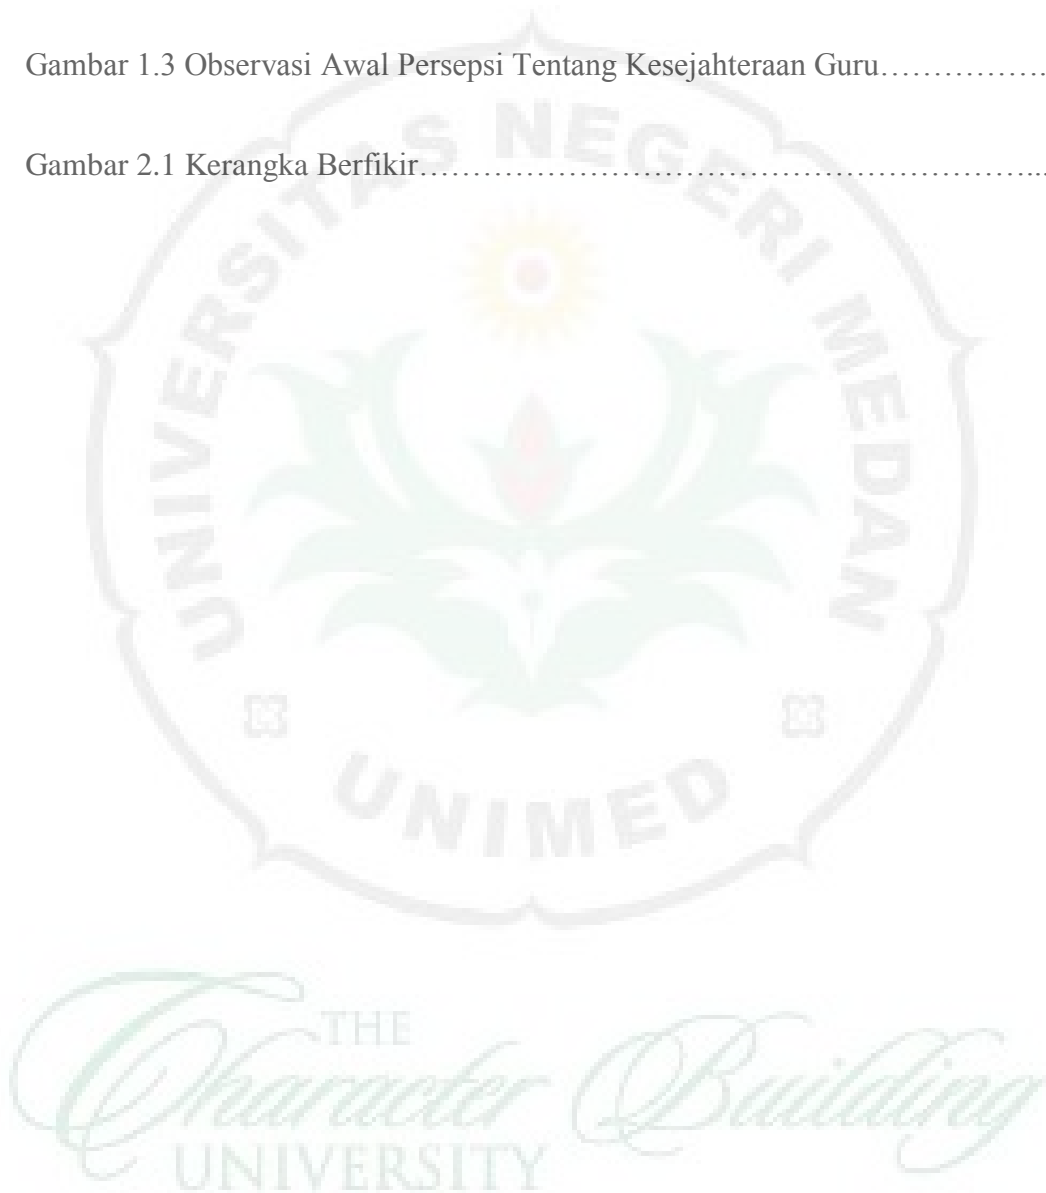 Gambar 1.3 Observasi Awal Persepsi Tentang Kesejahteraan Guru…………….
Gambar 2.1 Kerangka Berfikir…………………………………………………...
UNIVERSITAS NEGERI MEDAN
UNIMED
THE
Character Building
UNIVERSITY